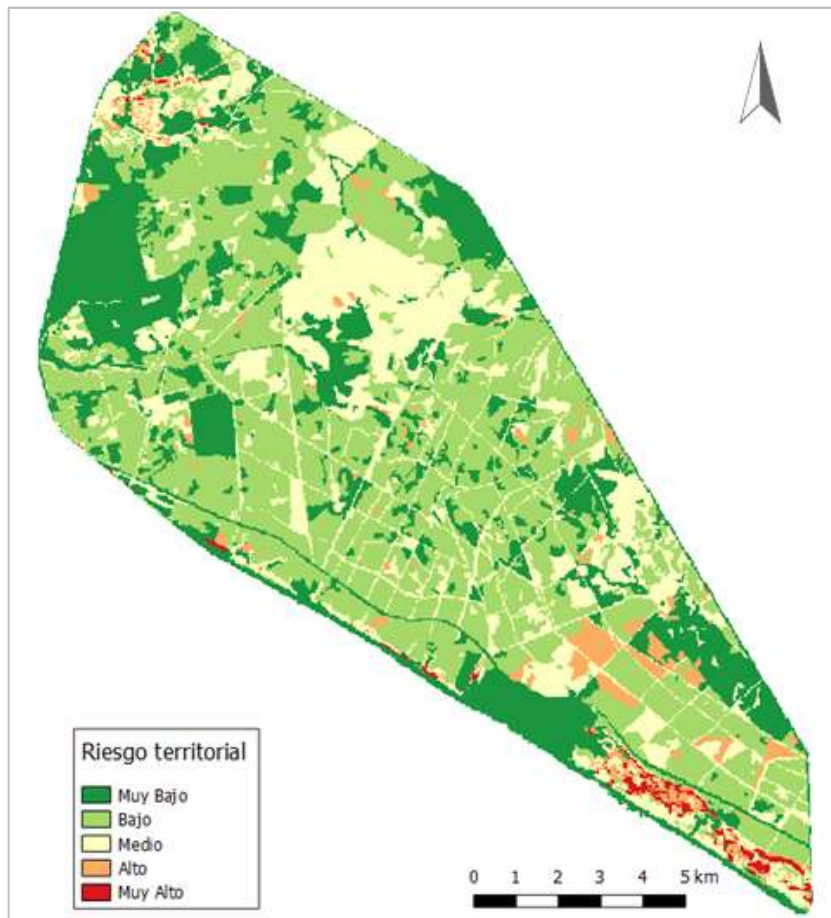 Riesgo territorial
Muy Bajo
Bajo
Medio
Alto
Muy Alto
0 1 2 3 4 5 km